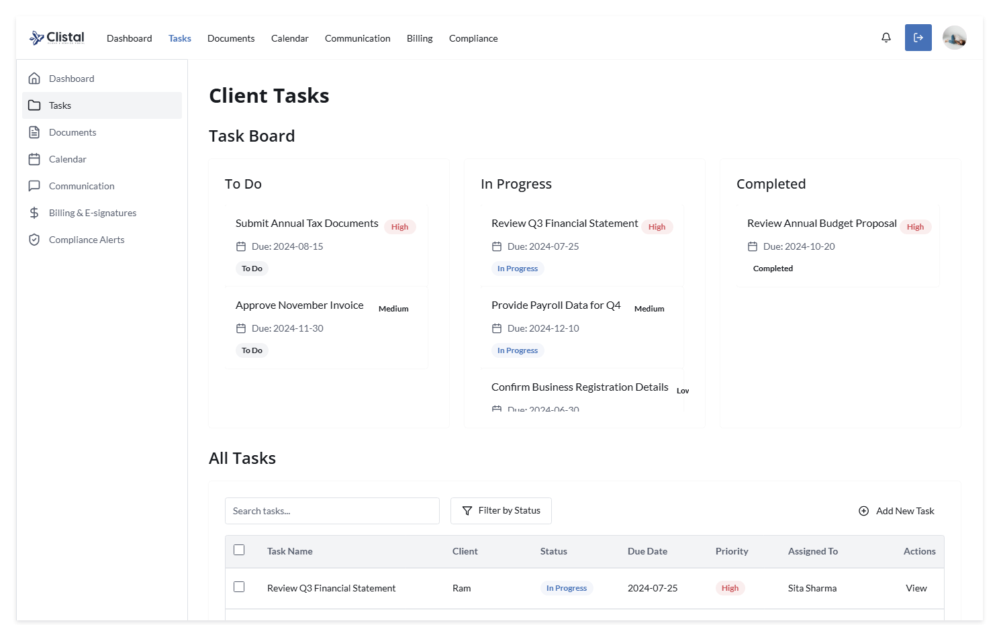 Clistal
Dashboard
Tasks
Documents
Calendar
Communication
Billing
Compliance
Dashboard
Tasks
Documents
Calendar
Communication
Billing & E-signatures
Compliance Alerts
Client Tasks
Task Board
To Do
Submit Annual Tax Documents High
Due: 2024-08-15
To Do
Approve November Invoice Medium
Due: 2024-11-30
To Do
In Progress
Review Q3 Financial Statement High
Due: 2024-07-25
In Progress
Provide Payroll Data for Q4 Medium
Due: 2024-12-10
In Progress
Confirm Business Registration Details Low
Due: 2024-06-30
Completed
Review Annual Budget Proposal High
Due: 2024-10-20
Completed
All Tasks
Search tasks... Filter by Status Add New Task
Task Name Client Status Due Date Priority Assigned To Actions
Review Q3 Financial Statement Ram In Progress 2024-07-25 High Sita Sharma View